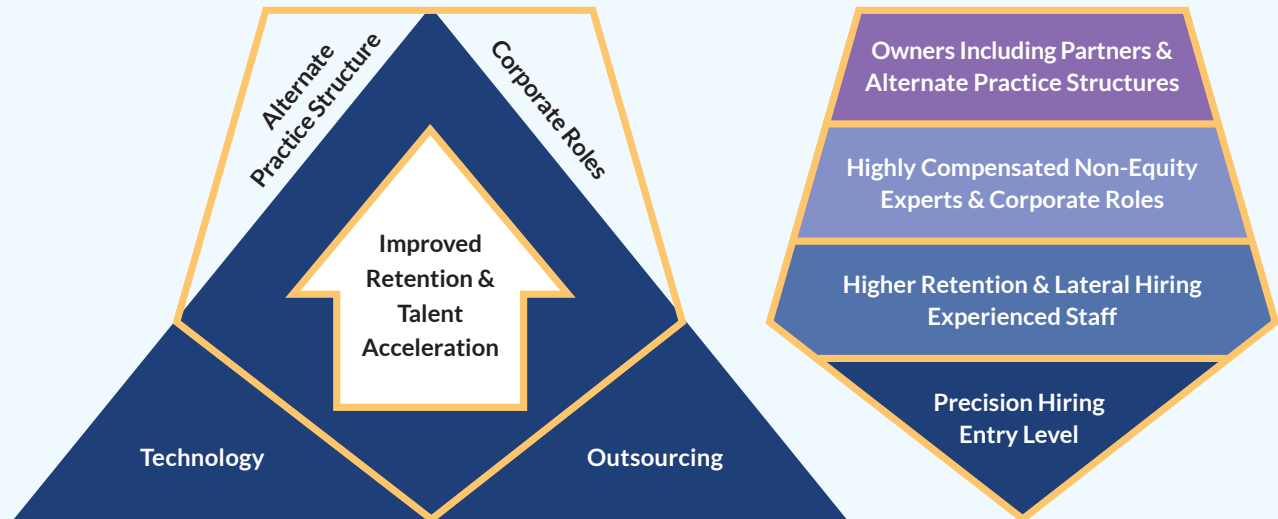 Alternate
Practice Structure
Corporate Roles
Improved
Retention &
Talent
Acceleration
Technology
Outsourcing
Owners Including Partners &
Alternate Practice Structures
Highly Compensated Non-Equity
Experts & Corporate Roles
Higher Retention & Lateral Hiring
Experienced Staff
Precision Hiring
Entry Level